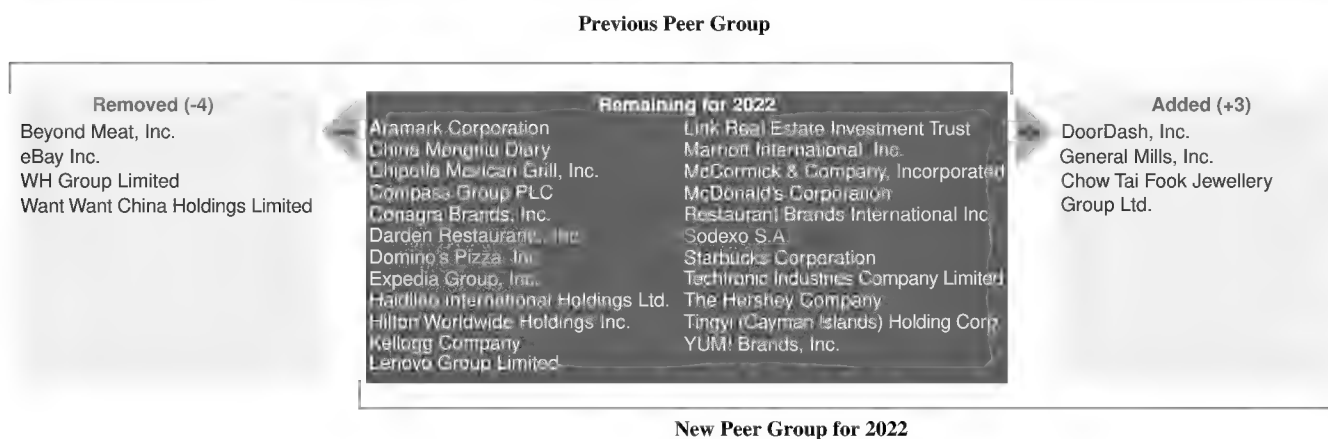 Previous Peer Group
Removed (-4)
Beyond Meat, Inc.
eBay Inc.
WH Group Limited
Want Want China Holdings Limited
Remaining for 2022
Aramark Corporation
China Mengniu Diary
Chipotle Mexican Grill, Inc.
Compass Group PLC
Conagra Brands, Inc.
Darden Restaurants, Inc.
Domino's Pizza Inc.
Expedia Group, Inc.
Haidilao International Holdings Ltd.
Hilton Worldwide Holdings Inc.
Kellogg Company
Lenovo Group Limited
Link Real Estate Investment Trust
Marriott International, Inc.
McCormick & Company, Incorporated
McDonald's Corporation
Restaurant Brands International Inc
Sodexo S.A.
Starbucks Corporation
Techtronic Industries Company Limited
The Hershey Company
Tingyi (Cayman Islands) Holding Corp
YUM! Brands, Inc.
Added (+3)
DoorDash, Inc.
General Mills, Inc.
Chow Tai Fook Jewellery
Group Ltd.
New Peer Group for 2022